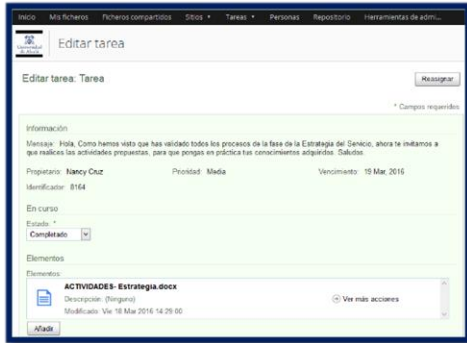 Inicio Mis ficheros Ficheros compartidos Sitios Tareas Personas Repositorio Herramientas de admi...
Universidad de Alcalá
Editar tarea
Editar tarea: Tarea
Reasignar
* Campos requeridos
Información
Mensaje: Hola, Como hemos visto que has validado todos los procesos de la fase de la Estrategia del Servicio, ahora te invitamos a
que realices las actividades propuestas, para que pongas en práctica tus conocimientos adquiridos. Saludos.
Propietario: Nancy Cruz Prioridad: Media Vencimiento: 19 Mar, 2016
Identificador: 8164
En curso
Estado: *
Completado
Elementos
Elementos:
ACTIVIDADES- Estrategia.docx
Descripción: (Ninguno) Ver más acciones
Modificado: Vie 18 Mar 2016 14:29:00
Añadir